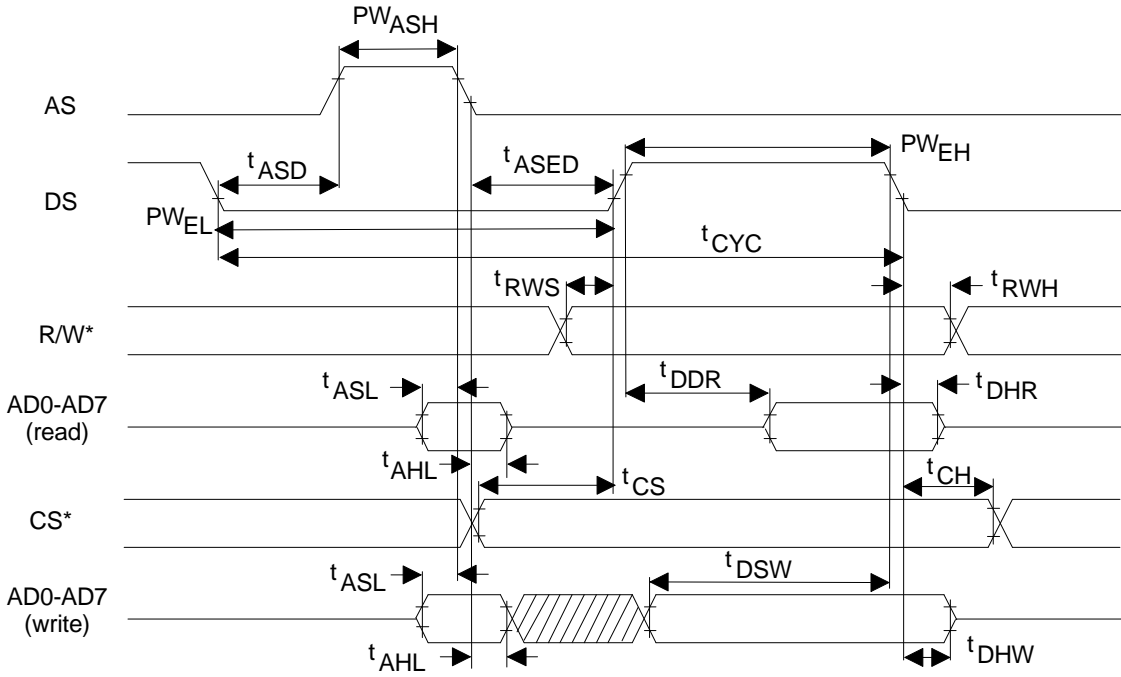 PWASH
AS
tASD
tASED
PWEH
DS
PWEL
tCYC
tRWS
tRWH
R/W*
tASL
tDDR
tDHR
AD0-AD7
(read)
tAHL
tCS
tCH
CS*
tASL
tDSW
AD0-AD7
(write)
tAHL
tDHW